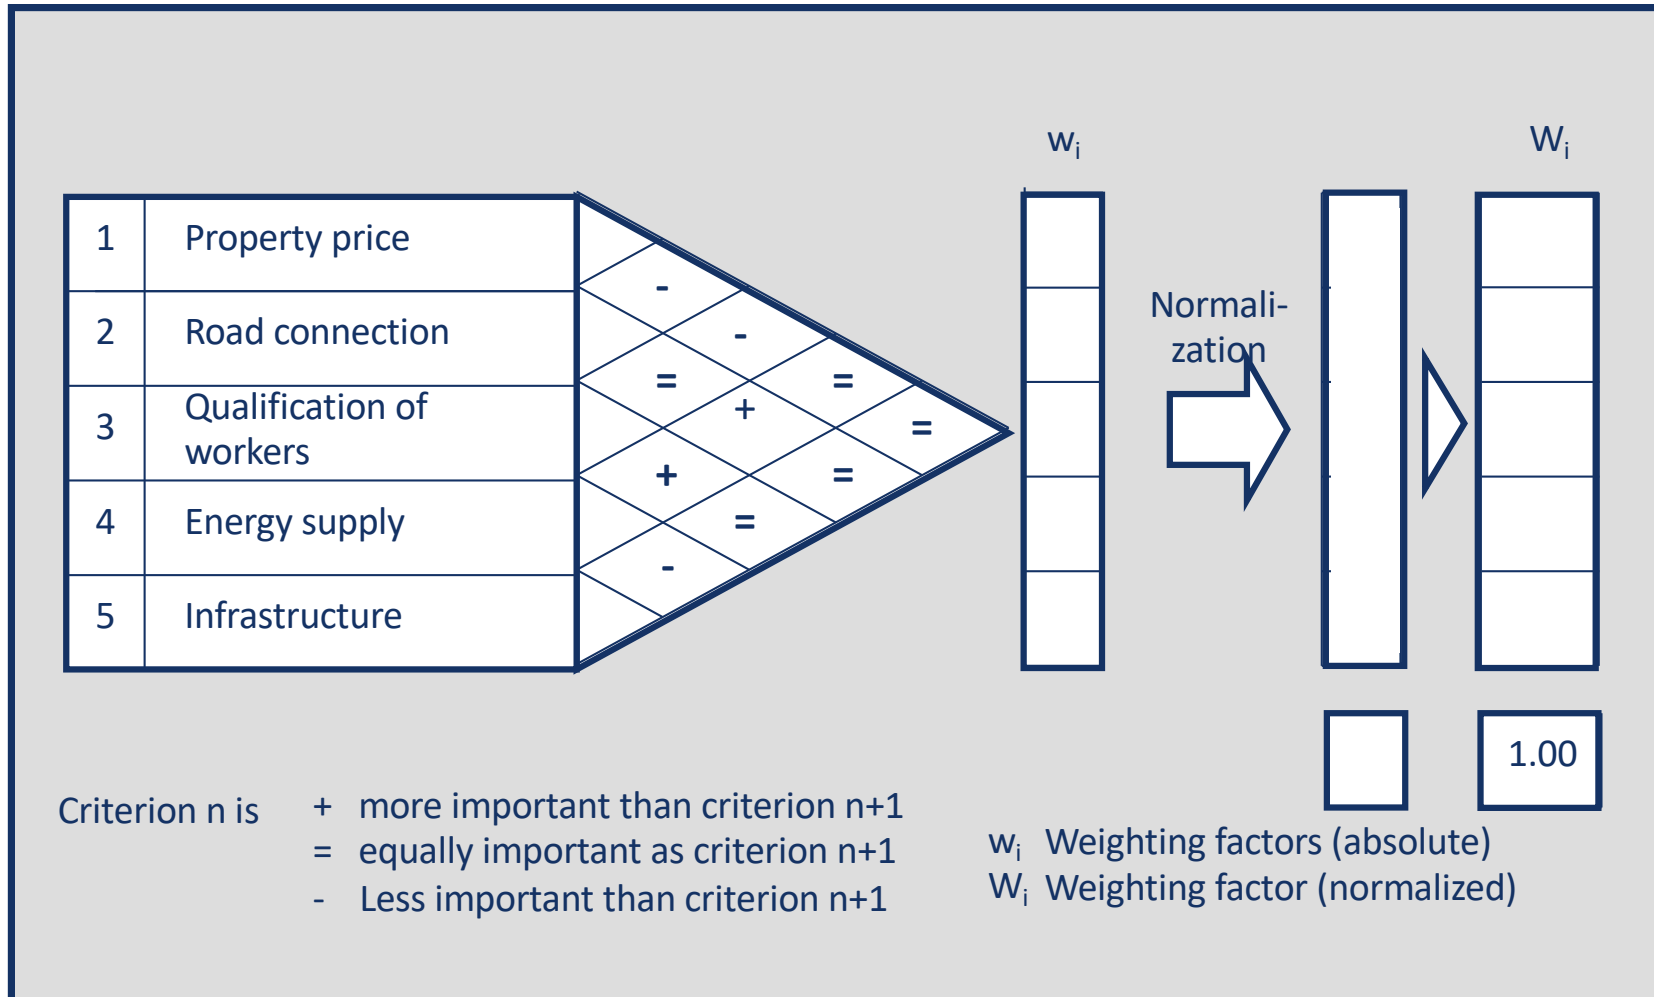 wᵢ
Wᵢ
1 Property price
-
2 Road connection
-
=
=
3 Qualification of
workers
+
=
+
=
4 Energy supply
=
-
5 Infrastructure
Normali-
zation
1.00
Criterion n is
+ more important than criterion n+1
= equally important as criterion n+1
- Less important than criterion n+1
wᵢ Weighting factors (absolute)
Wᵢ Weighting factor (normalized)